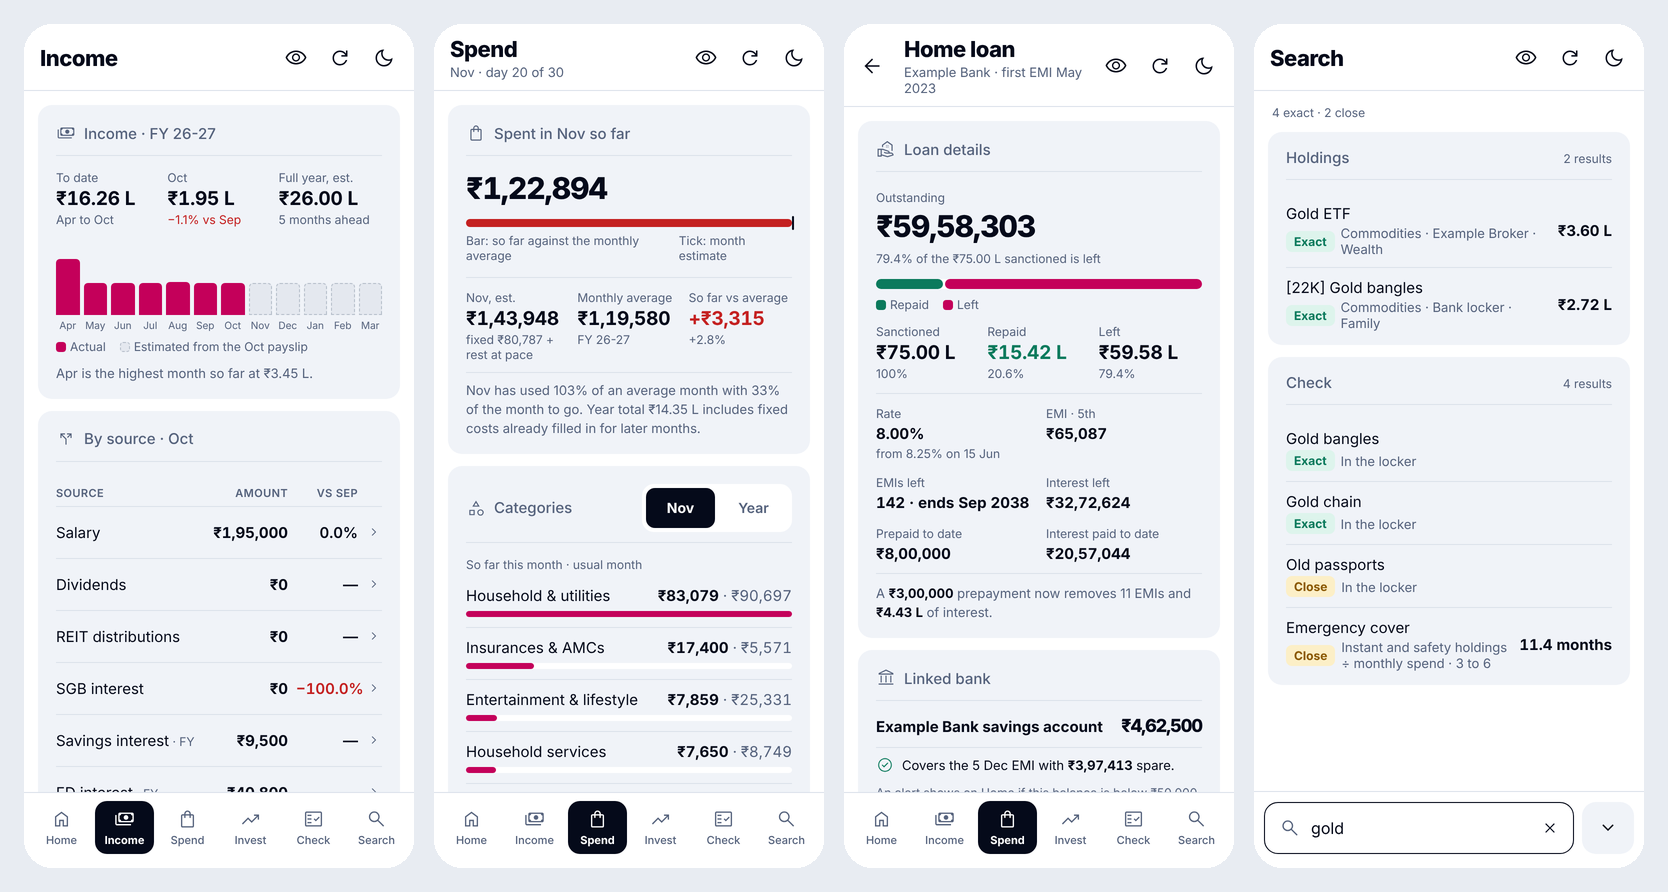 Income
Income · FY 26-27
To date
Oct
Full year, est.
₹16.26 L
₹1.95 L
₹26.00 L
Apr to Oct
−1.1% vs Sep
5 months ahead
Apr May Jun Jul Aug Sep Oct Nov Dec Jan Feb Mar
Actual
Estimated from the Oct payslip
Apr is the highest month so far at ₹3.45 L.
By source · Oct
SOURCE AMOUNT VS SEP
Salary ₹1,95,000 0.0%
Dividends ₹0 —
REIT distributions ₹0 —
SGB interest ₹0 −100.0%
Savings interest · FY ₹9,500 —
FD interest · FY ₹40,800 —
Home Income Spend Invest Check Search
Spend
Nov · day 20 of 30
Spent in Nov so far
₹1,22,894
Bar: so far against the monthly average
Tick: month estimate
Nov, est.
Monthly average
So far vs average
₹1,43,948
₹1,19,580
+₹3,315
fixed ₹80,787 + rest at pace
FY 26-27
+2.8%
Nov has used 103% of an average month with 33%
of the month to go. Year total ₹14.35 L includes fixed
costs already filled in for later months.
Categories
Nov
Year
So far this month · usual month
Household & utilities ₹83,079 · ₹90,697
Insurances & AMCs ₹17,400 · ₹5,571
Entertainment & lifestyle ₹7,859 · ₹25,331
Household services ₹7,650 · ₹8,749
Home Income Spend Invest Check Search
Home loan
Example Bank · first EMI May
2023
Loan details
Outstanding
₹59,58,303
79.4% of the ₹75.00 L sanctioned is left
Repaid
Left
Sanctioned
Repaid
Left
₹75.00 L
₹15.42 L
₹59.58 L
100%
20.6%
79.4%
Rate
EMI · 5th
8.00%
₹65,087
from 8.25% on 15 Jun
EMIs left
Interest left
142 · ends Sep 2038
₹32,72,624
Prepaid to date
Interest paid to date
₹8,00,000
₹20,57,044
A ₹3,00,000 prepayment now removes 11 EMIs and
₹4.43 L of interest.
Linked bank
Example Bank savings account ₹4,62,500
Covers the 5 Dec EMI with ₹3,97,413 spare.
An alert shows on Home if this balance is below ₹50,000
Home Income Spend Invest Check Search
Search
4 exact · 2 close
Holdings
2 results
Gold ETF
Exact
Commodities · Example Broker ·
Wealth
₹3.60 L
[22K] Gold bangles
Exact
Commodities · Bank locker ·
Family
₹2.72 L
Check
4 results
Gold bangles
Exact
In the locker
Gold chain
Exact
In the locker
Old passports
Close
In the locker
Emergency cover
Close
Instant and safety holdings
÷ monthly spend · 3 to 6
11.4 months
gold